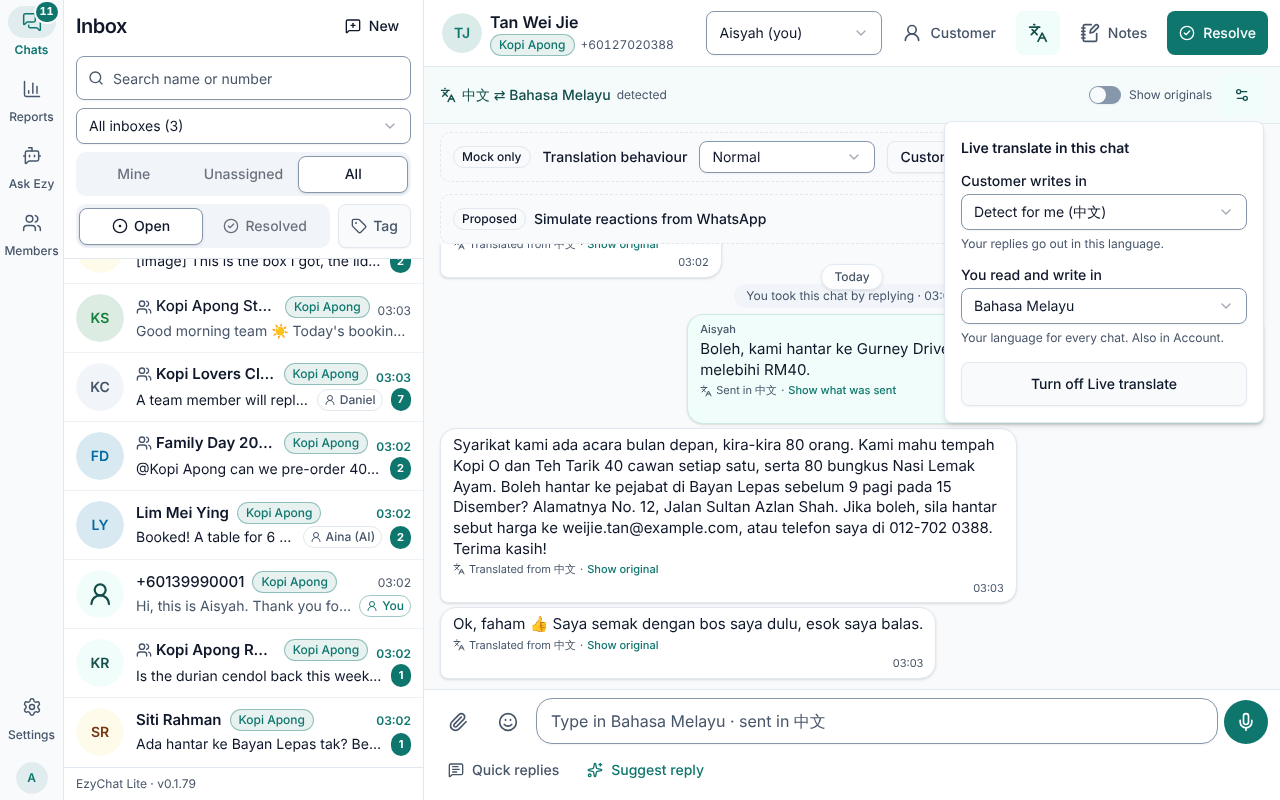 11
Chats
Reports
Ask Ezy
Members
Settings
A
Inbox
New
Search name or number
All inboxes (3)
Mine
Unassigned
All
Open
Resolved
Tag
[Image] This is the box I got, the lid...
2
KS
Kopi Apong St...
Kopi Apong
03:03
Good morning team ☀️ Today's bookin...
KC
Kopi Lovers Cl...
Kopi Apong
03:03
A team member will repl...
Daniel
7
FD
Family Day 20...
Kopi Apong
03:02
@Kopi Apong can we pre-order 40...
2
LY
Lim Mei Ying
Kopi Apong
03:02
Booked! A table for 6 ...
Aina (AI)
2
+60139990001
Kopi Apong
03:02
Hi, this is Aisyah. Thank you fo...
You
KR
Kopi Apong R...
Kopi Apong
03:02
Is the durian cendol back this week...
1
SR
Siti Rahman
Kopi Apong
03:02
Ada hantar ke Bayan Lepas tak? Be...
1
EzyChat Lite · v0.1.79
TJ
Tan Wei Jie
Kopi Apong
+60127020388
Aisyah (you)
Customer
Notes
Resolve
中文 ⇄ Bahasa Melayu detected
Show originals
Mock only
Translation behaviour
Normal
Proposed
Simulate reactions from WhatsApp
Translated from 中文 · Show original
03:02
Today
You took this chat by replying ·
Aisyah
Boleh, kami hantar ke Gurney Drive
melebihi RM40.
Sent in 中文 · Show what was sent
Syarikat kami ada acara bulan depan, kira-kira 80 orang. Kami mahu tempah
Kopi O dan Teh Tarik 40 cawan setiap satu, serta 80 bungkus Nasi Lemak
Ayam. Boleh hantar ke pejabat di Bayan Lepas sebelum 9 pagi pada 15
Disember? Alamatnya No. 12, Jalan Sultan Azlan Shah. Jika boleh, sila hantar
sebut harga ke weijie.tan@example.com, atau telefon saya di 012-702 0388.
Terima kasih!
Translated from 中文 · Show original
03:03
Ok, faham 👍 Saya semak dengan bos saya dulu, esok saya balas.
Translated from 中文 · Show original
03:03
Type in Bahasa Melayu · sent in 中文
Quick replies
Suggest reply
Live translate in this chat
Customer writes in
Detect for me (中文)
Your replies go out in this language.
You read and write in
Bahasa Melayu
Your language for every chat. Also in Account.
Turn off Live translate